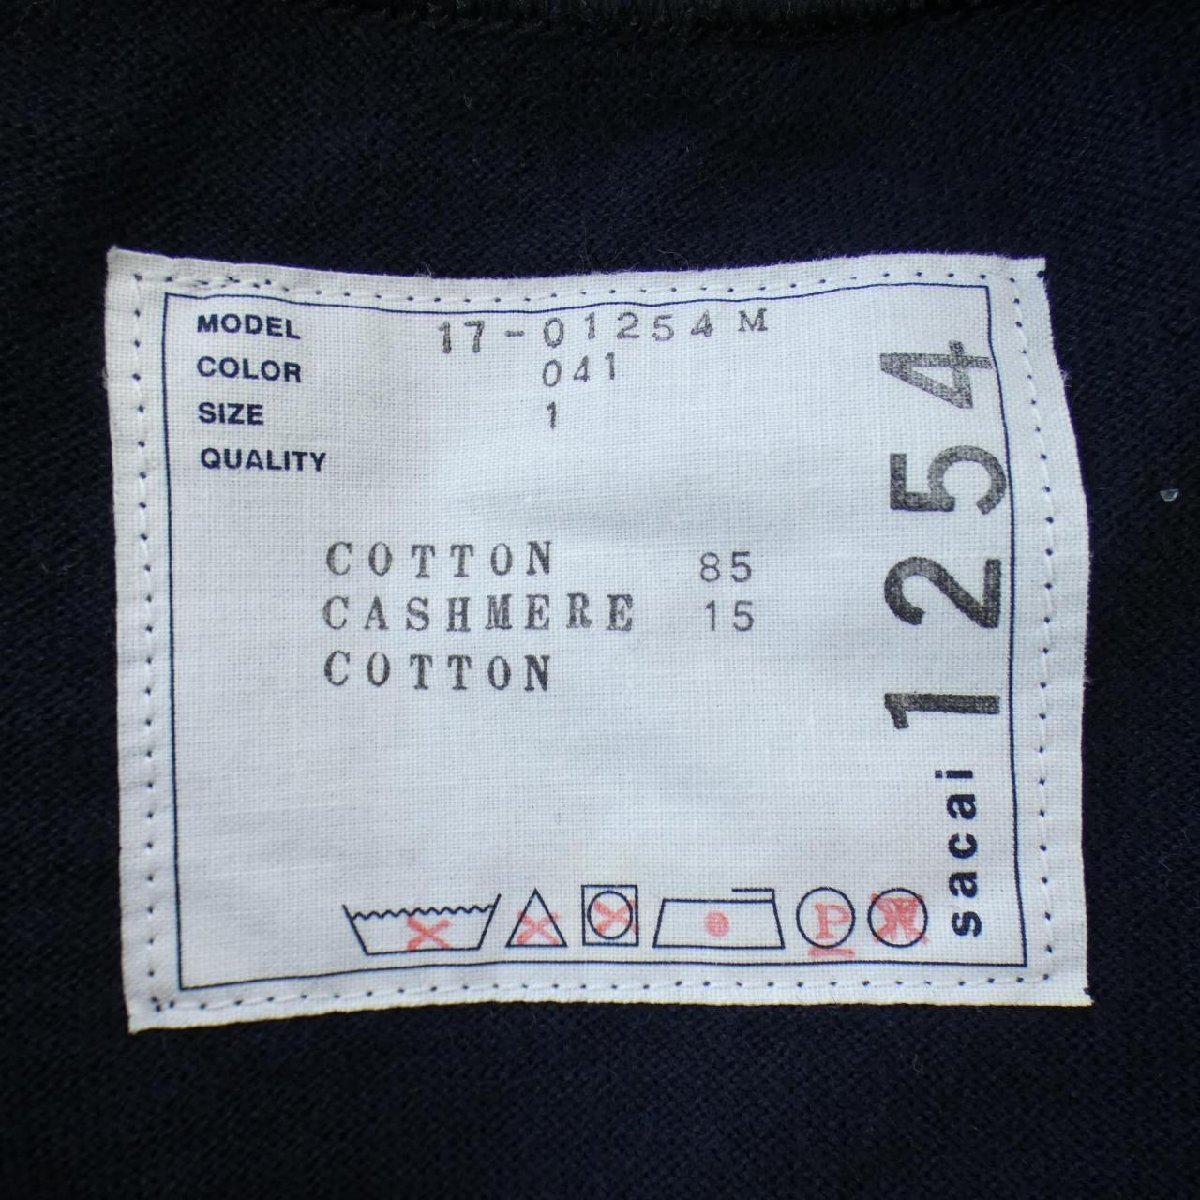 MODEL 17-01254 M
COLOR 041
SIZE 1
QUALITY
COTTON 85
CASHMERE 15
COTTON
P
W
sacai 1254